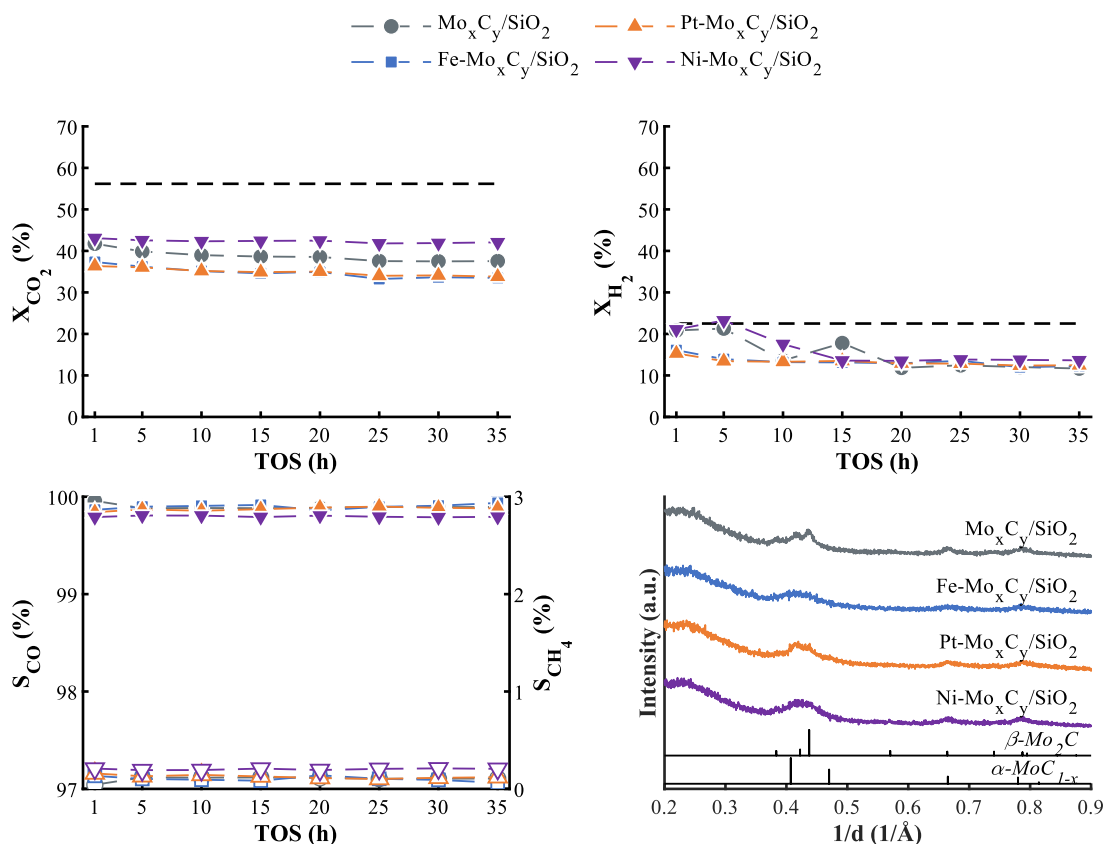 MoxCy/SiO2 Pt-MoxCy/SiO2
Fe-MoxCy/SiO2 Ni-MoxCy/SiO2
70
60
50
40
30
20
10
0
XCO2 (%)
1 5 10 15 20 25 30 35
TOS (h)
70
60
50
40
30
20
10
0
XH2 (%)
1 5 10 15 20 25 30 35
TOS (h)
100
99
98
97
SCO (%)
3
2
1
0
SCH4 (%)
1 5 10 15 20 25 30 35
TOS (h)
Intensity (a.u.)
MoxCy/SiO2
Fe-MoxCy/SiO2
Pt-MoxCy/SiO2
Ni-MoxCy/SiO2
β-Mo2C
α-MoC1-x
0.2 0.3 0.4 0.5 0.6 0.7 0.8 0.9
1/d (1/Å)